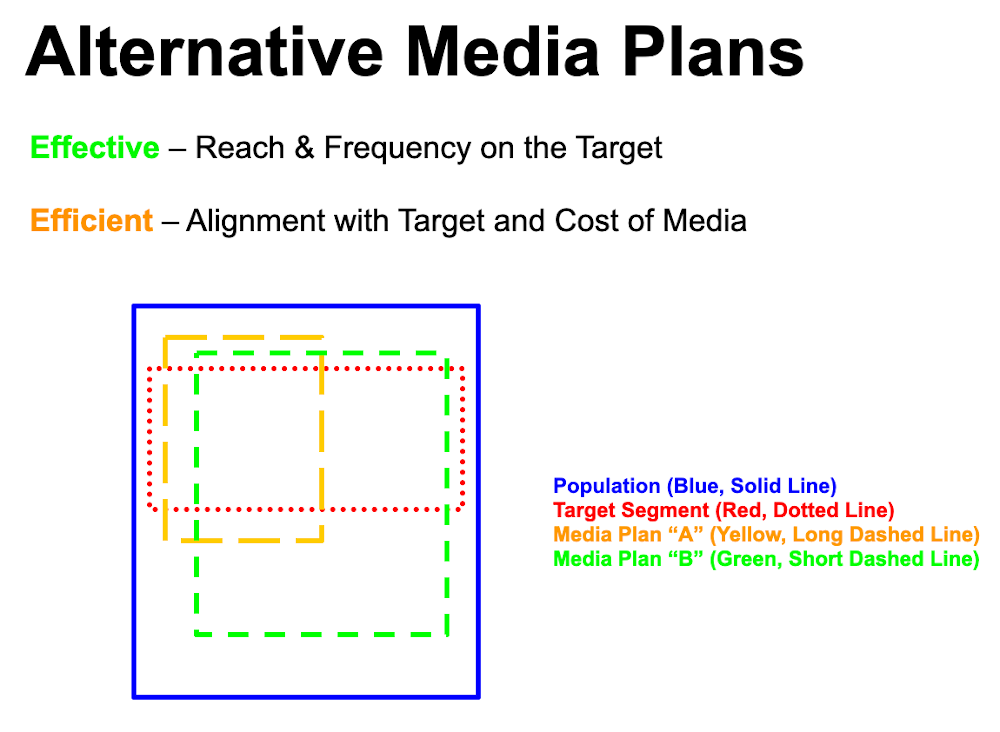 Alternative Media Plans
Effective – Reach & Frequency on the Target
Efficient – Alignment with Target and Cost of Media
Population (Blue, Solid Line)
Target Segment (Red, Dotted Line)
Media Plan “A” (Yellow, Long Dashed Line)
Media Plan “B” (Green, Short Dashed Line)